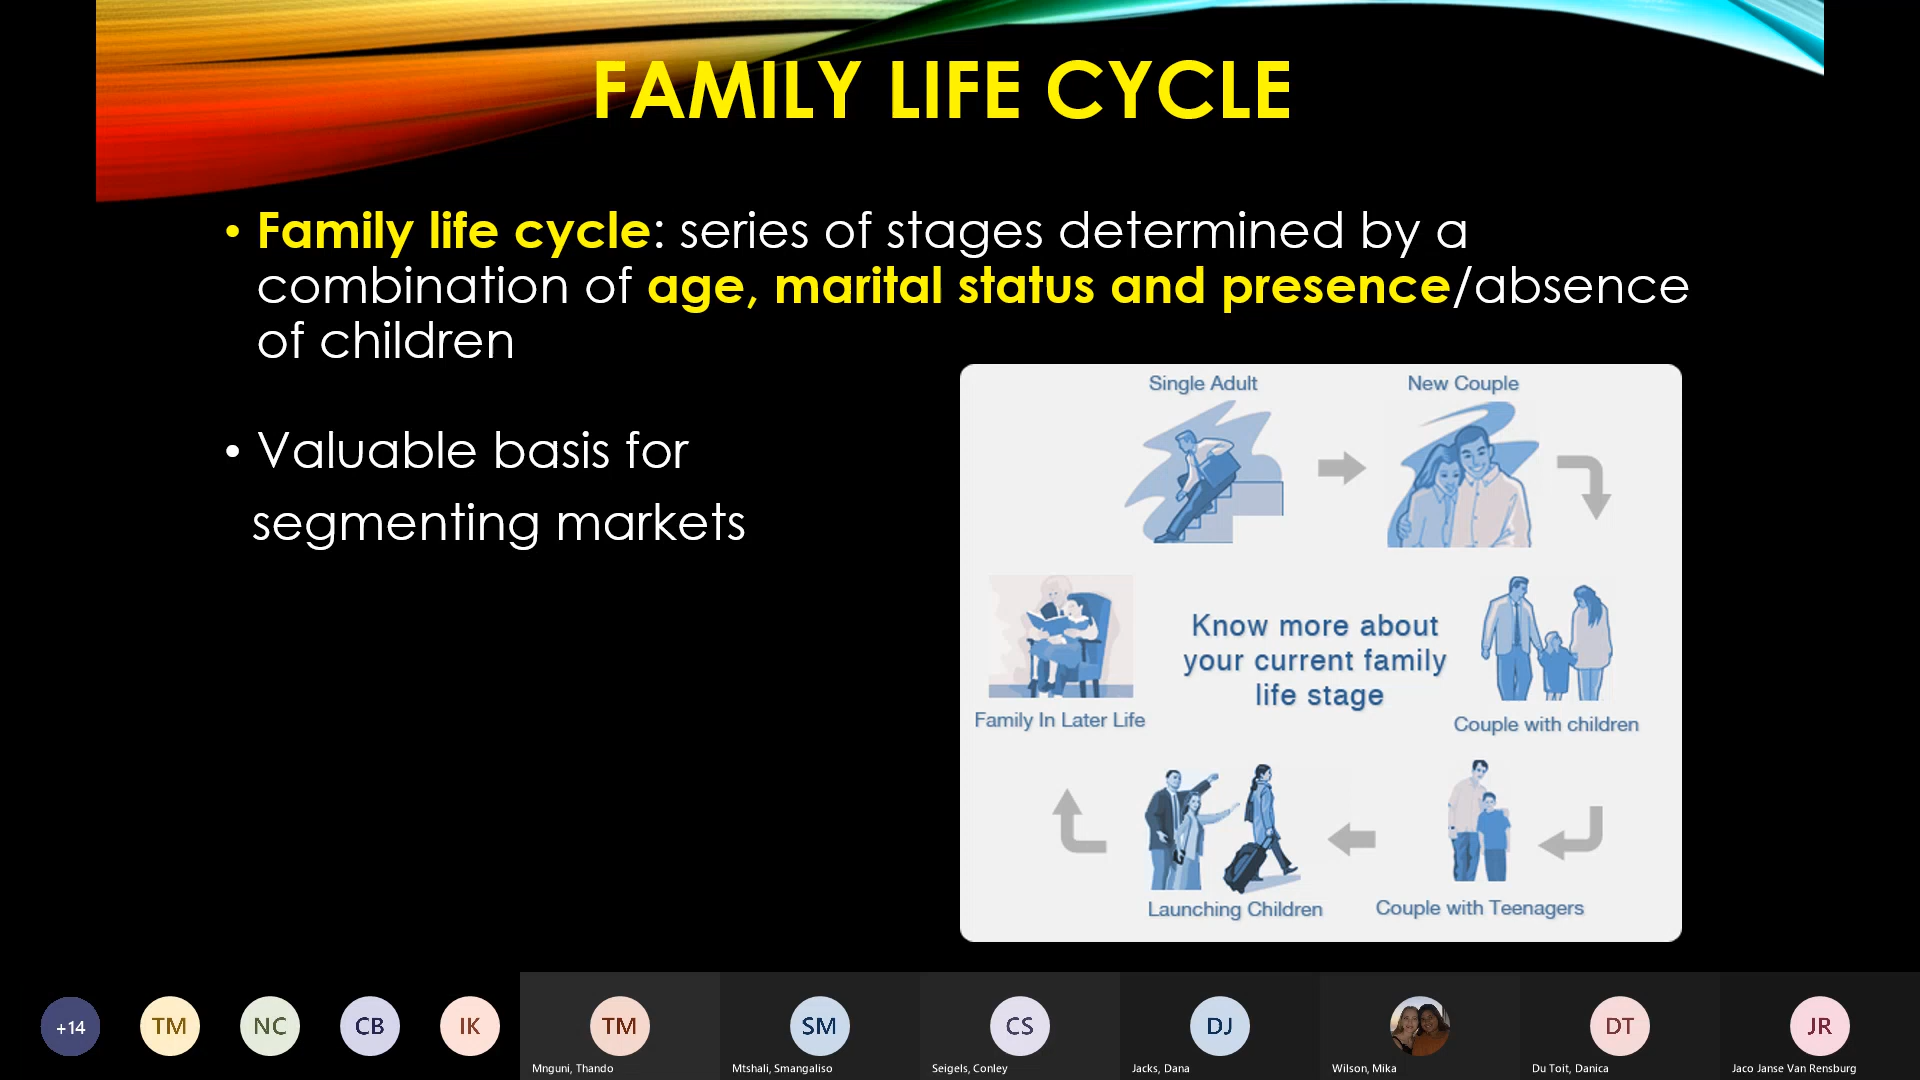 FAMILY LIFE CYCLE
• Family life cycle: series of stages determined by a
combination of age, marital status and presence/absence
of children
• Valuable basis for
segmenting markets
Single Adult
New Couple
Know more about
your current family
life stage
Family In Later Life
Couple with children
Launching Children
Couple with Teenagers
+14
TM
NC
CB
IK
TM
SM
CS
DJ
DT
JR
Mnguni, Thando
Mtshali, Smangaliso
Seigels, Conley
Jacks, Dana
Wilson, Mika
Du Toit, Danica
Jaco Janse Van Rensburg